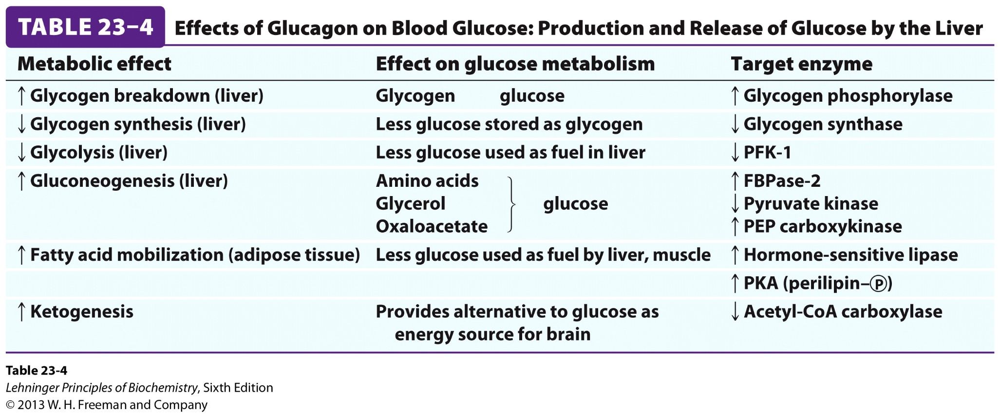 TABLE 23–4 Effects of Glucagon on Blood Glucose: Production and Release of Glucose by the Liver
Metabolic effect Effect on glucose metabolism Target enzyme
↑ Glycogen breakdown (liver) Glycogen glucose ↑ Glycogen phosphorylase
↓ Glycogen synthesis (liver) Less glucose stored as glycogen ↓ Glycogen synthase
↓ Glycolysis (liver) Less glucose used as fuel in liver ↓ PFK-1
↑ Gluconeogenesis (liver) Amino acids ↑ FBPase-2
Glycerol glucose ↓ Pyruvate kinase
Oxaloacetate ↑ PEP carboxykinase
↑ Fatty acid mobilization (adipose tissue) Less glucose used as fuel by liver, muscle ↑ Hormone-sensitive lipase
↑ PKA (perilipin–Ⓟ)
↑ Ketogenesis Provides alternative to glucose as ↓ Acetyl-CoA carboxylase
energy source for brain
Table 23-4
Lehninger Principles of Biochemistry, Sixth Edition
© 2013 W. H. Freeman and Company